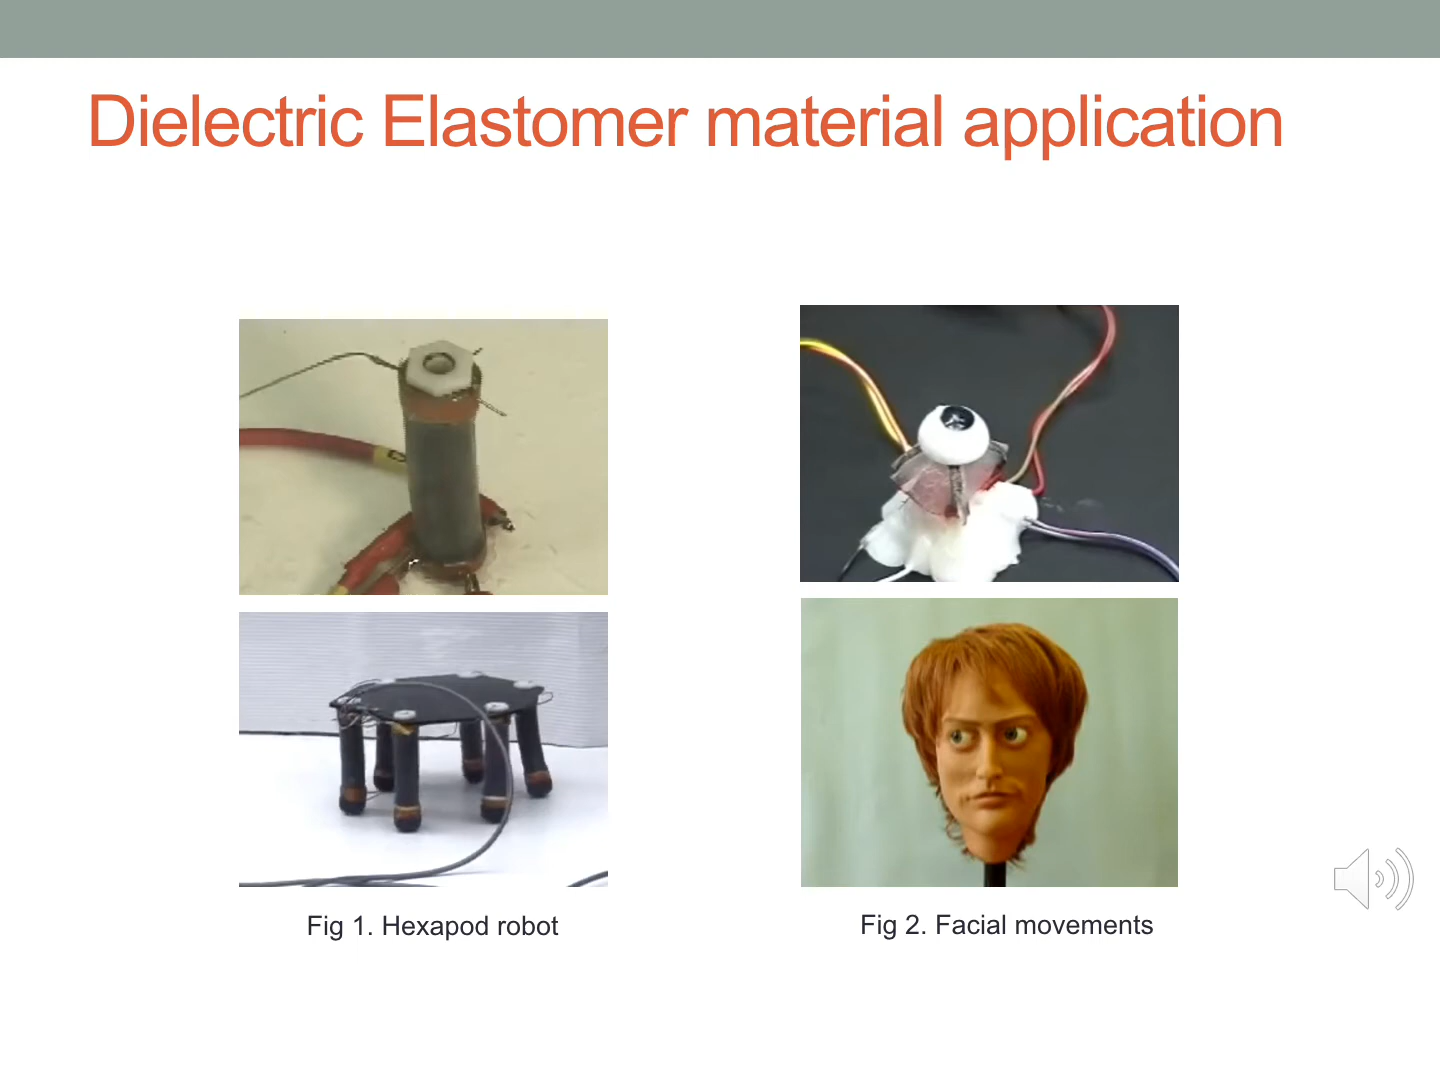 Dielectric Elastomer material application
Fig 1. Hexapod robot
Fig 2. Facial movements